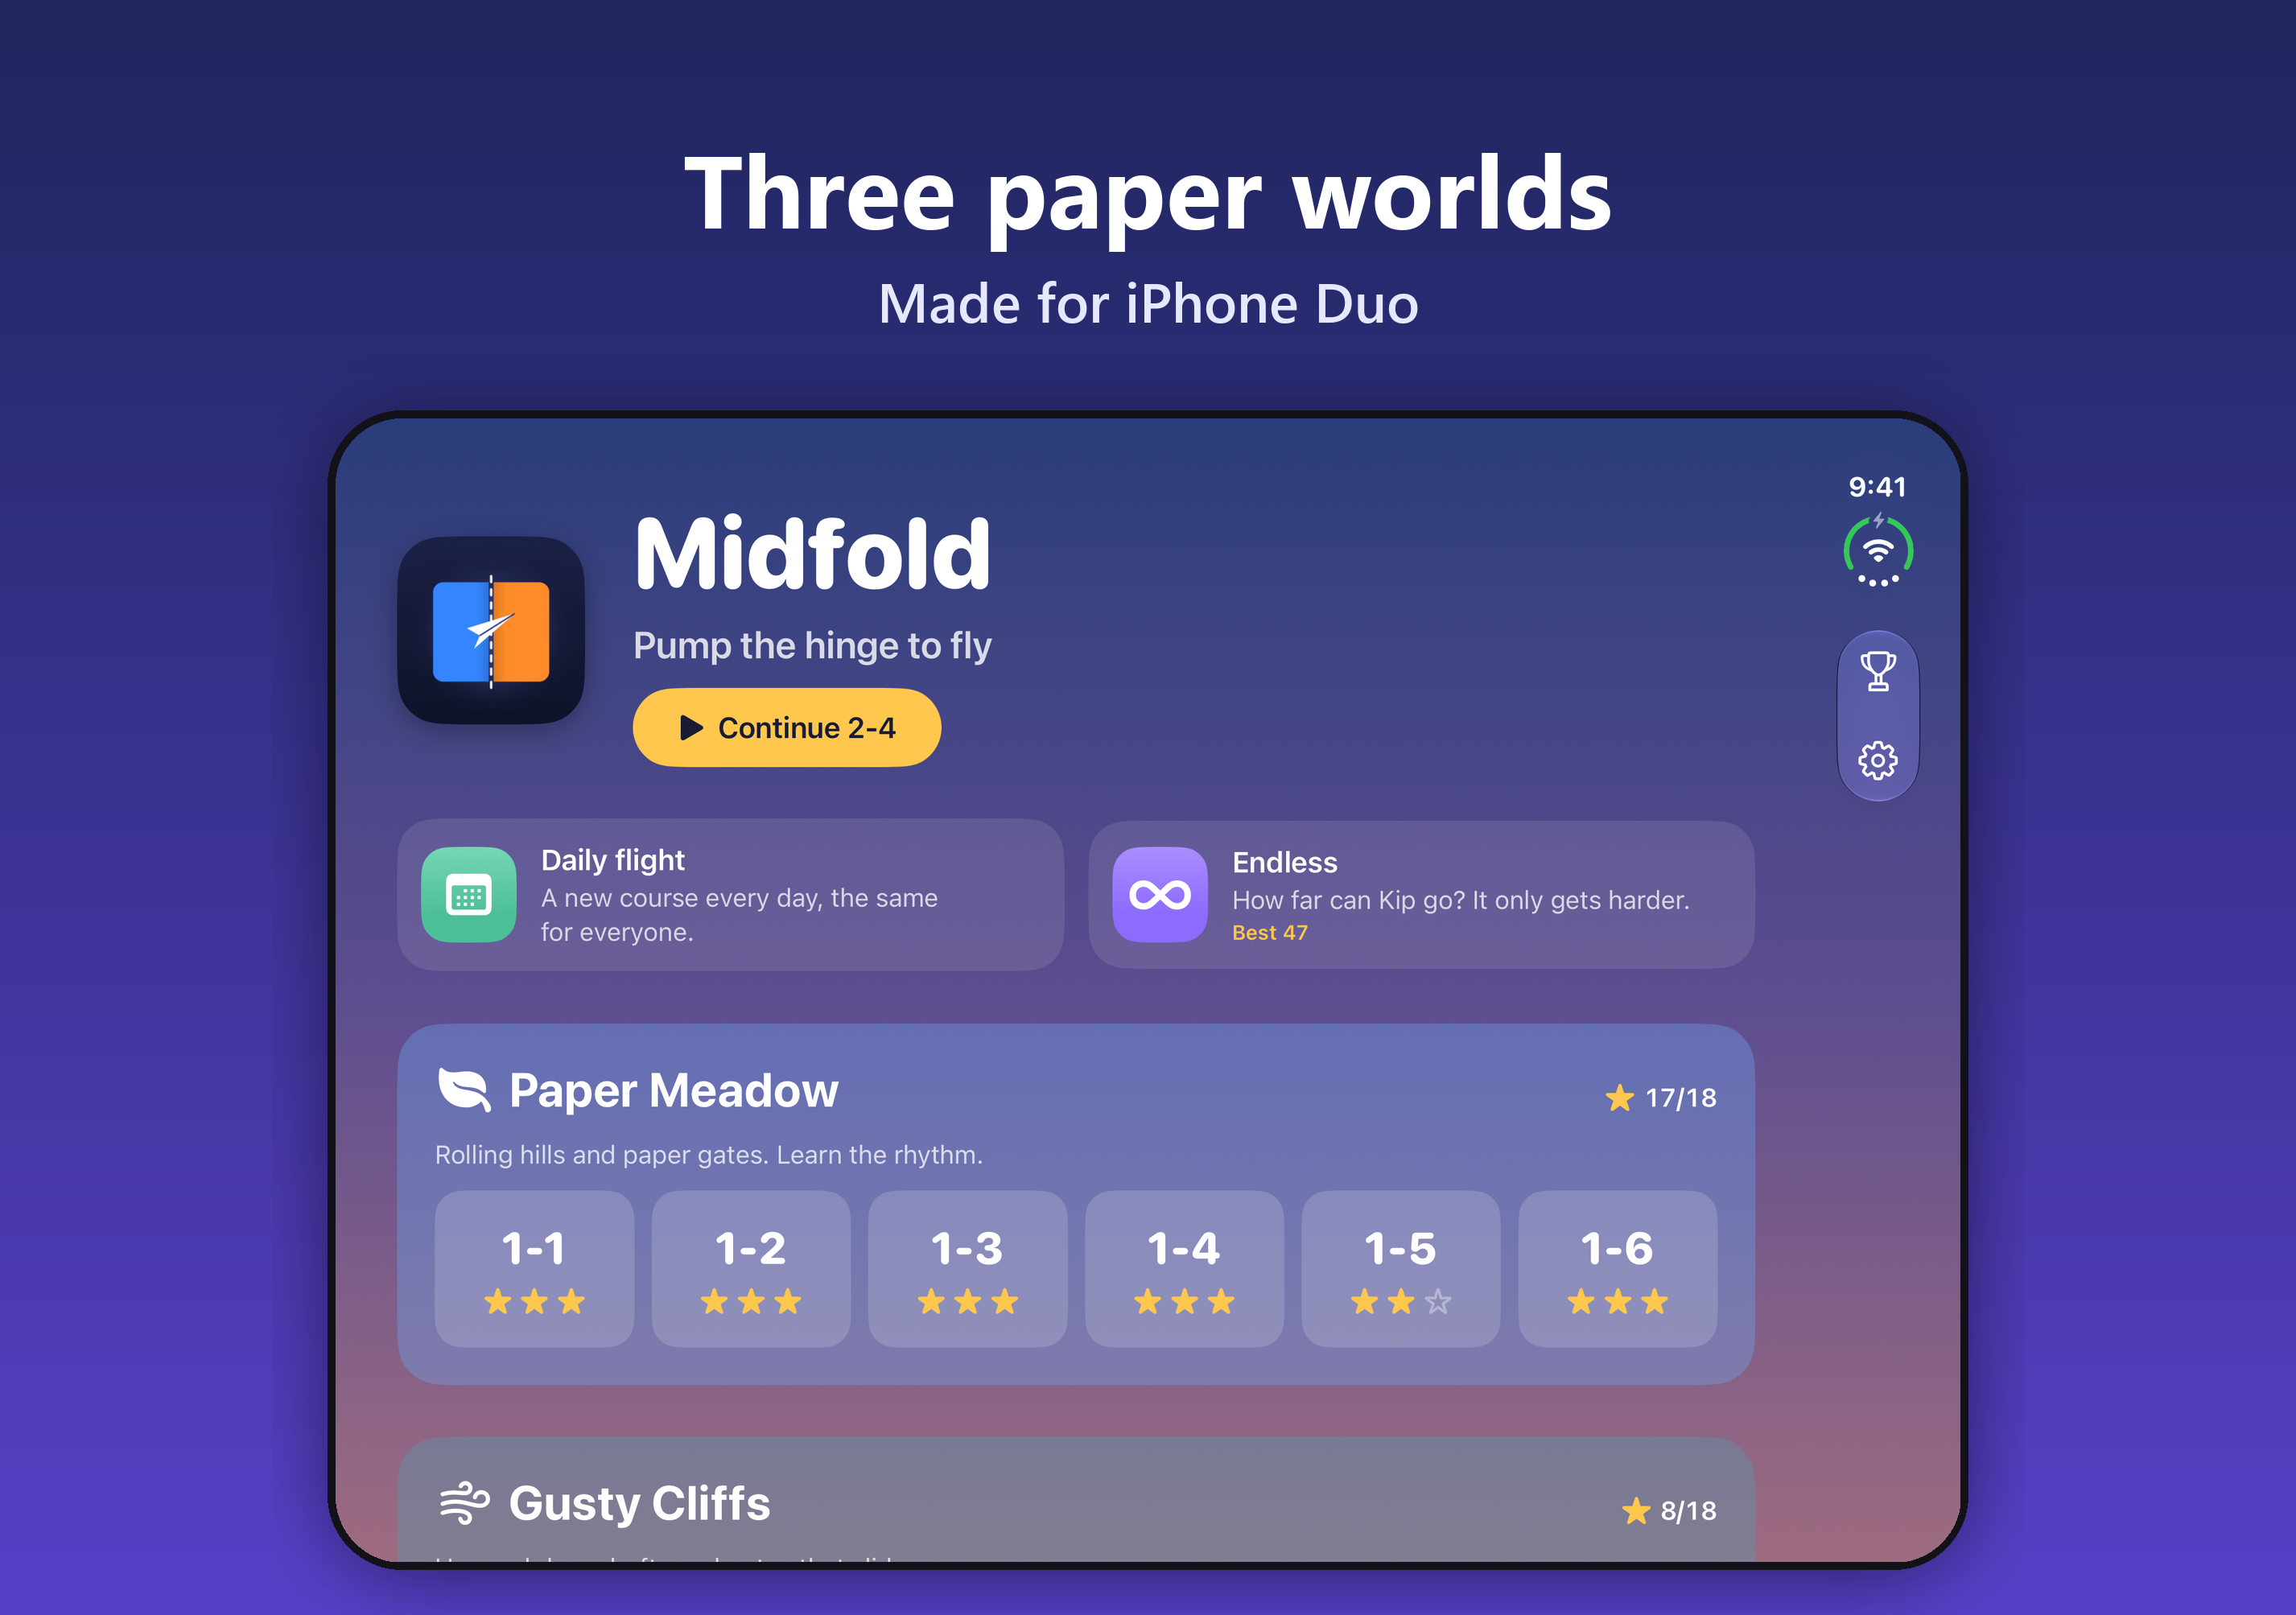 Three paper worlds
Made for iPhone Duo
9:41
Midfold
Pump the hinge to fly
Continue 2-4
Daily flight
A new course every day, the same
for everyone.
Endless
How far can Kip go? It only gets harder.
Best 47
Paper Meadow
17/18
Rolling hills and paper gates. Learn the rhythm.
1-1
1-2
1-3
1-4
1-5
1-6
Gusty Cliffs
8/18